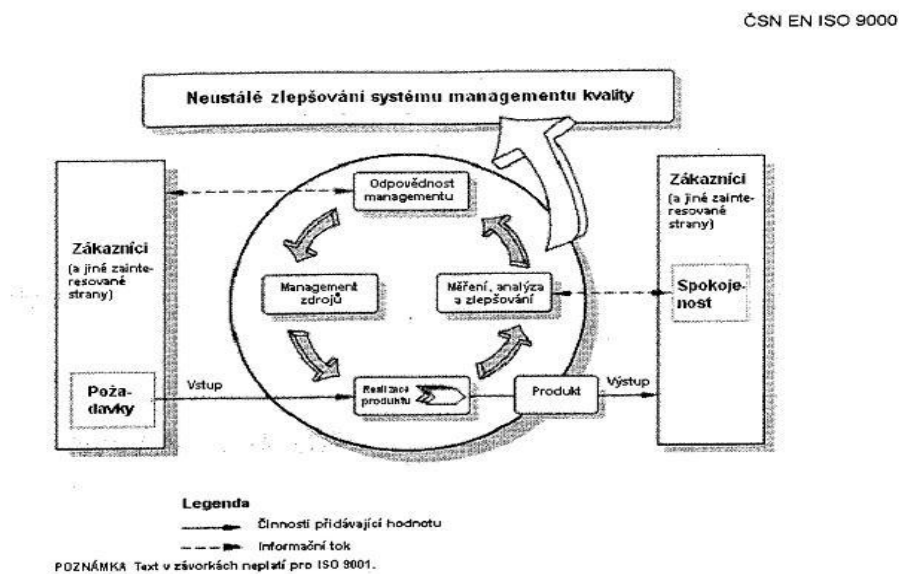 ČSN EN ISO 9000
Neustálé zlepšování systému managementu kvality
Zákazníci
(a jiné zainte-
resované
strany)
Poža-
davky
Vstup
Odpovědnost
managementu
Management
zdrojů
Měření, analýza
a zlepšování
Realizace
produktu
Produkt
Výstup
Zákazníci
(a jiné zainte-
resované
strany)
Spokoje-
nost
Legenda
Činnosti přidávající hodnotu
Informační tok
POZNÁMKA Text v závorkách neplatí pro ISO 9001.